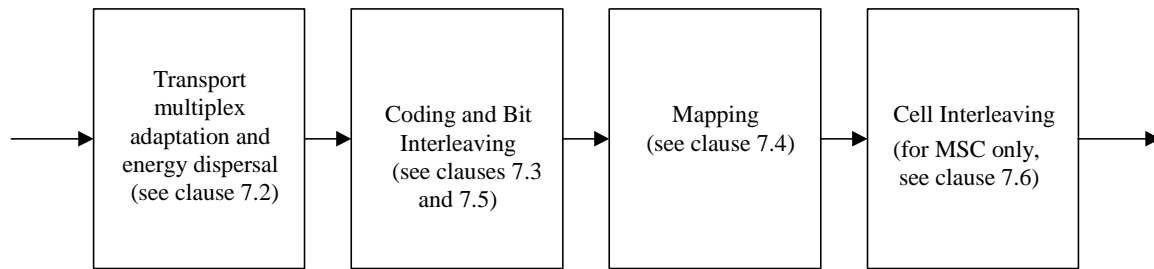 Transport
multiplex
adaptation and
energy dispersal
(see clause 7.2)
Coding and Bit
Interleaving
(see clauses 7.3
and 7.5)
Mapping
(see clause 7.4)
Cell Interleaving
(for MSC only,
see clause 7.6)